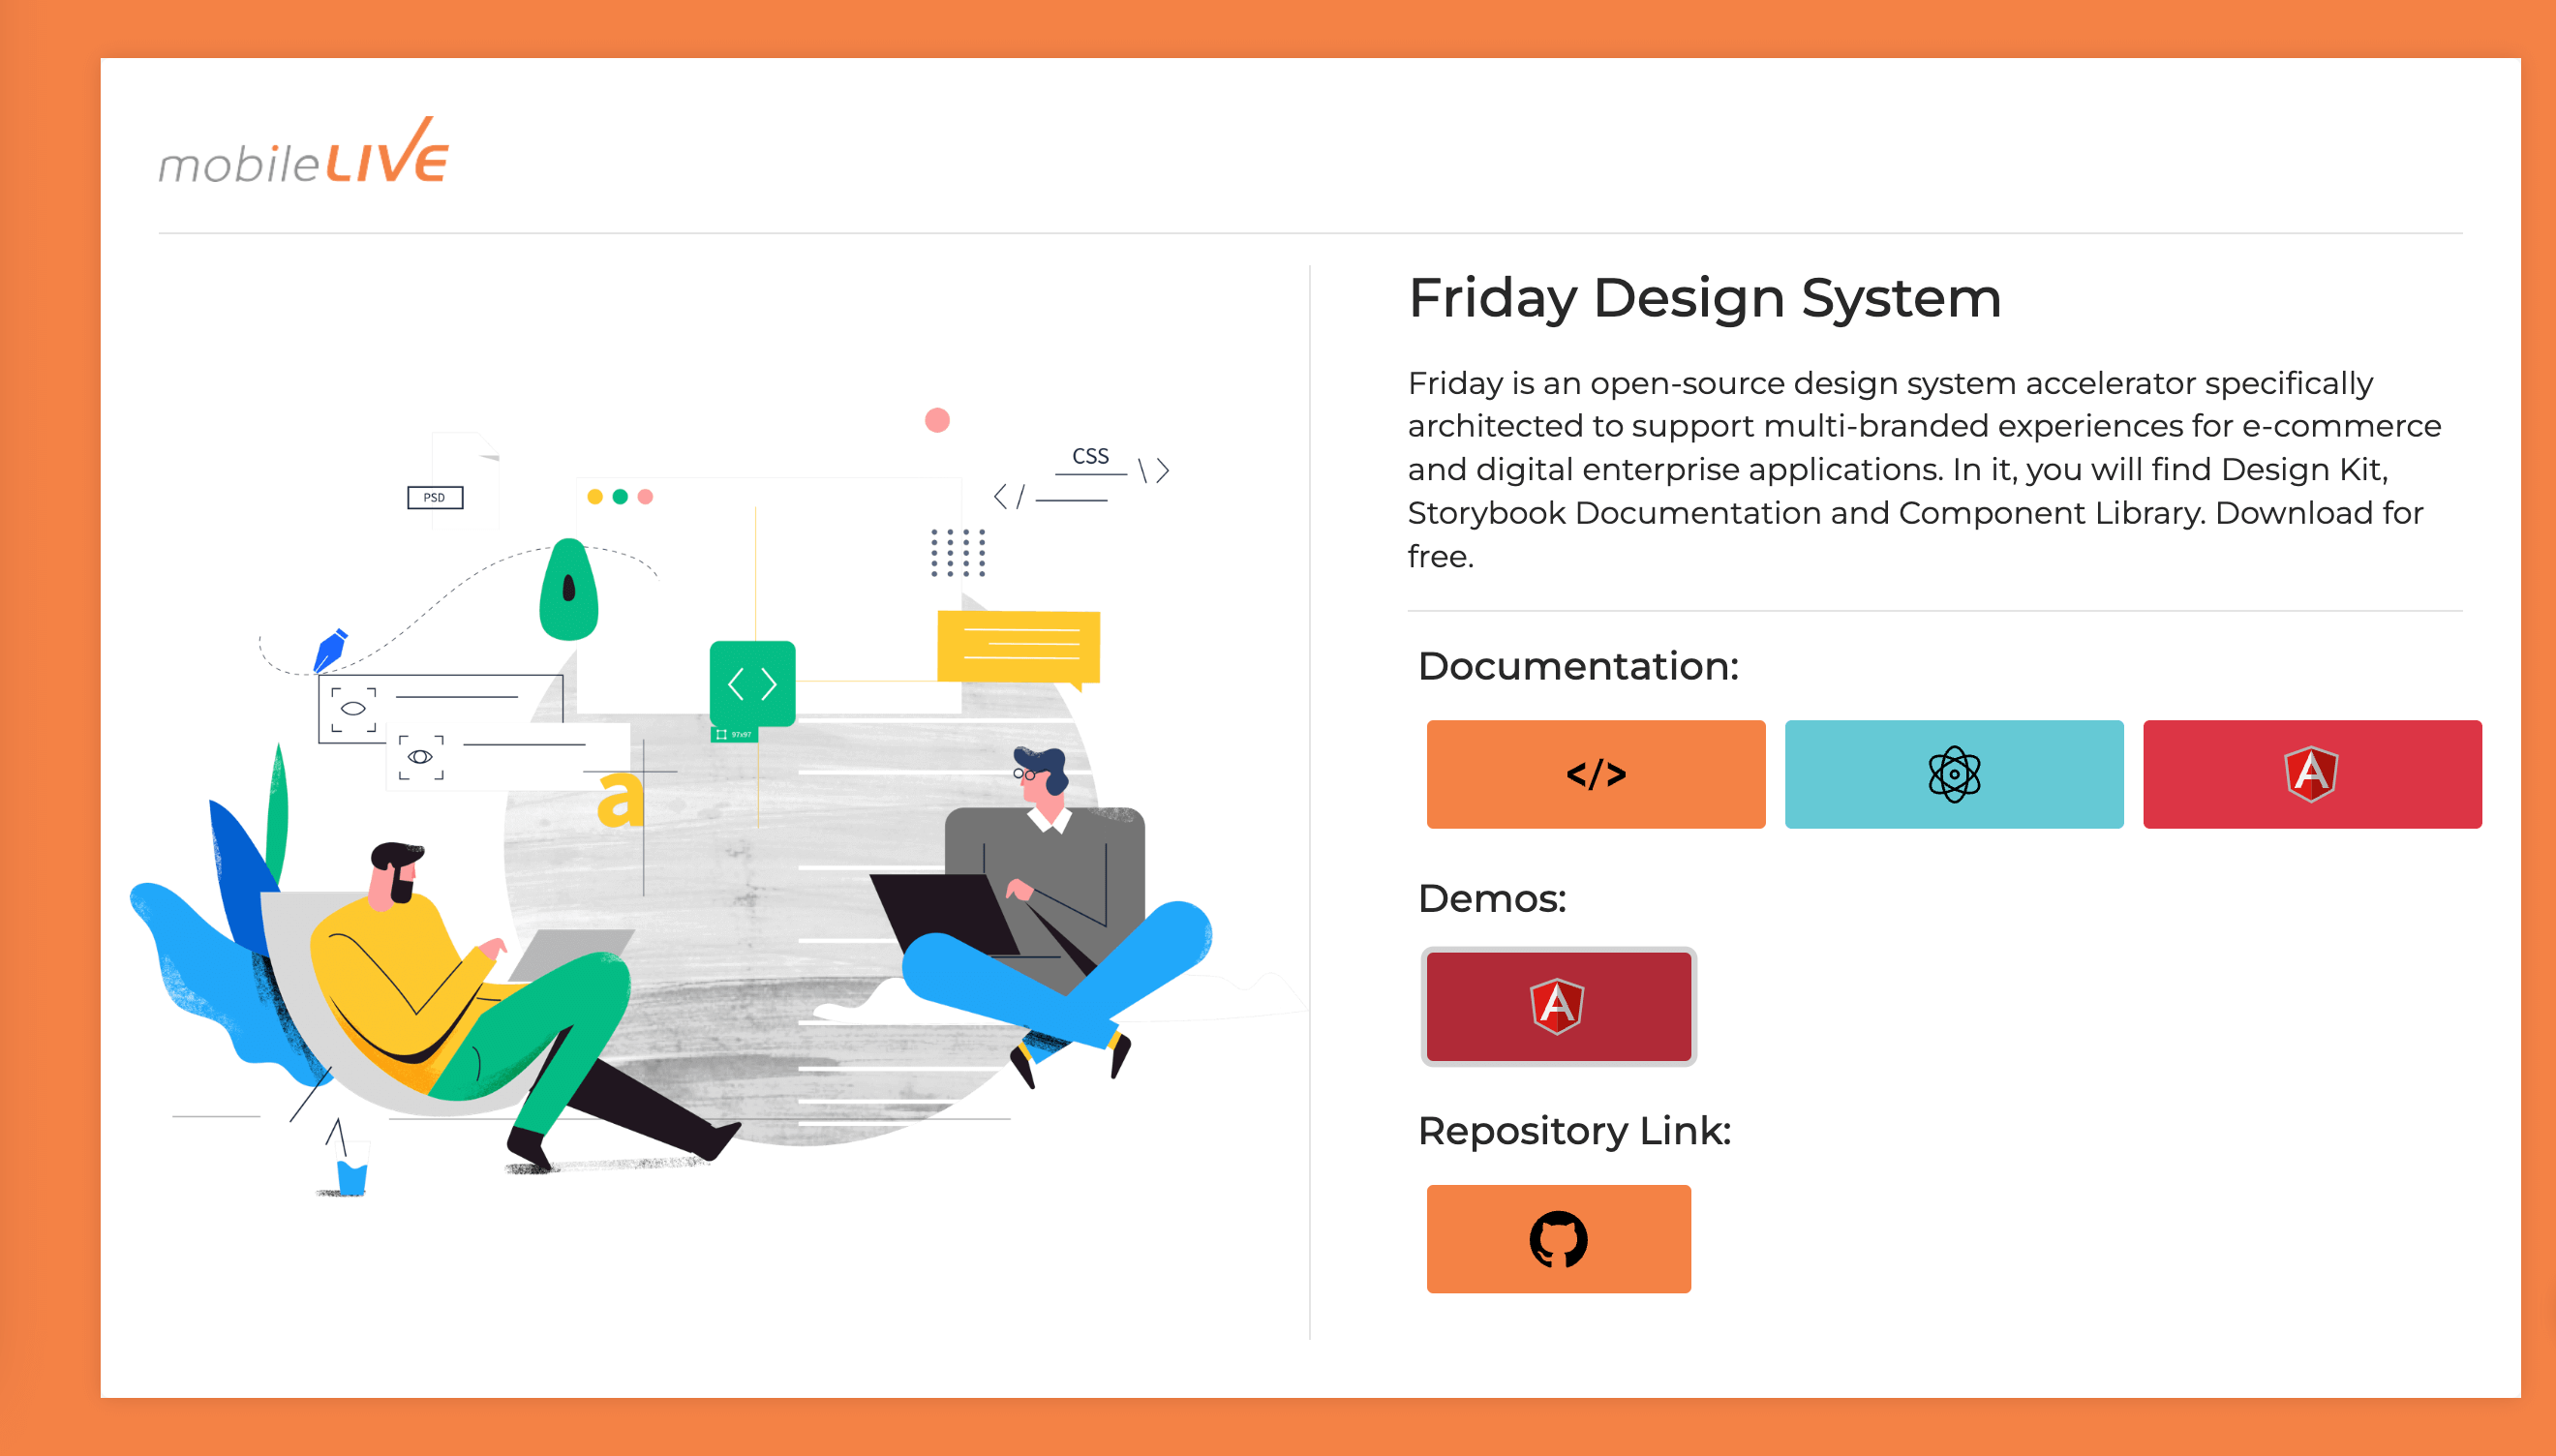 mobileLIVE
Friday Design System
Friday is an open-source design system accelerator specifically
architected to support multi-branded experiences for e-commerce
and digital enterprise applications. In it, you will find Design Kit,
Storybook Documentation and Component Library. Download for
free.
Documentation:
</>
Demos:
Repository Link:
PSD
CSS
97x97
a